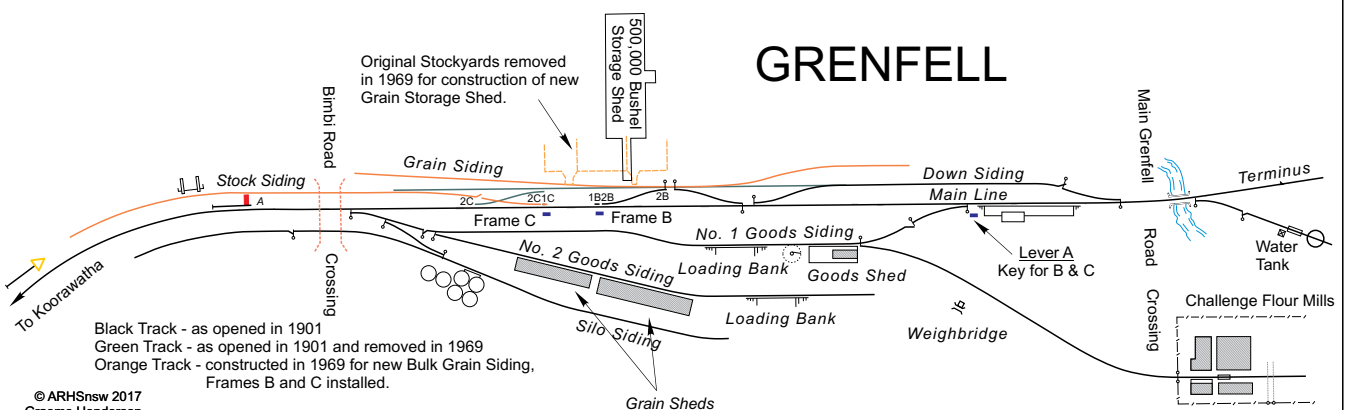 GRENFELL
500,000 Bushel
Storage Shed
Original Stockyards removed
in 1969 for construction of new
Grain Storage Shed.
Bimbi Road
Crossing
Main Grenfell
Road
Crossing
Grain Siding
Stock Siding
A
2C
2C1C
1B2B
2B
Frame C
Frame B
Down Siding
Main Line
Terminus
No. 1 Goods Siding
No. 2 Goods Siding
Loading Bank
Goods Shed
Lever A
Key for B & C
Water
Tank
To Koorawatha
Silo Siding
Loading Bank
Weighbridge
Challenge Flour Mills
Black Track - as opened in 1901
Green Track - as opened in 1901 and removed in 1969
Orange Track - constructed in 1969 for new Bulk Grain Siding,
Frames B and C installed.
Grain Sheds
© ARHSnsw 2017
Graeme Henderson